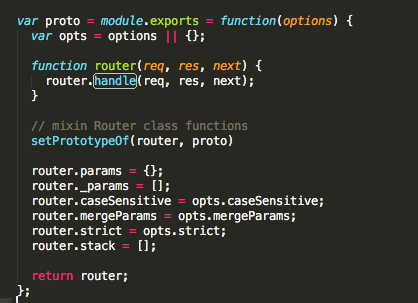 var proto = module.exports = function(options) {
  var opts = options || {};

  function router(req, res, next) {
    router.handle(req, res, next);
  }

  // mixin Router class functions
  setPrototypeOf(router, proto)

  router.params = {};
  router._params = [];
  router.caseSensitive = opts.caseSensitive;
  router.mergeParams = opts.mergeParams;
  router.strict = opts.strict;
  router.stack = [];

  return router;
};